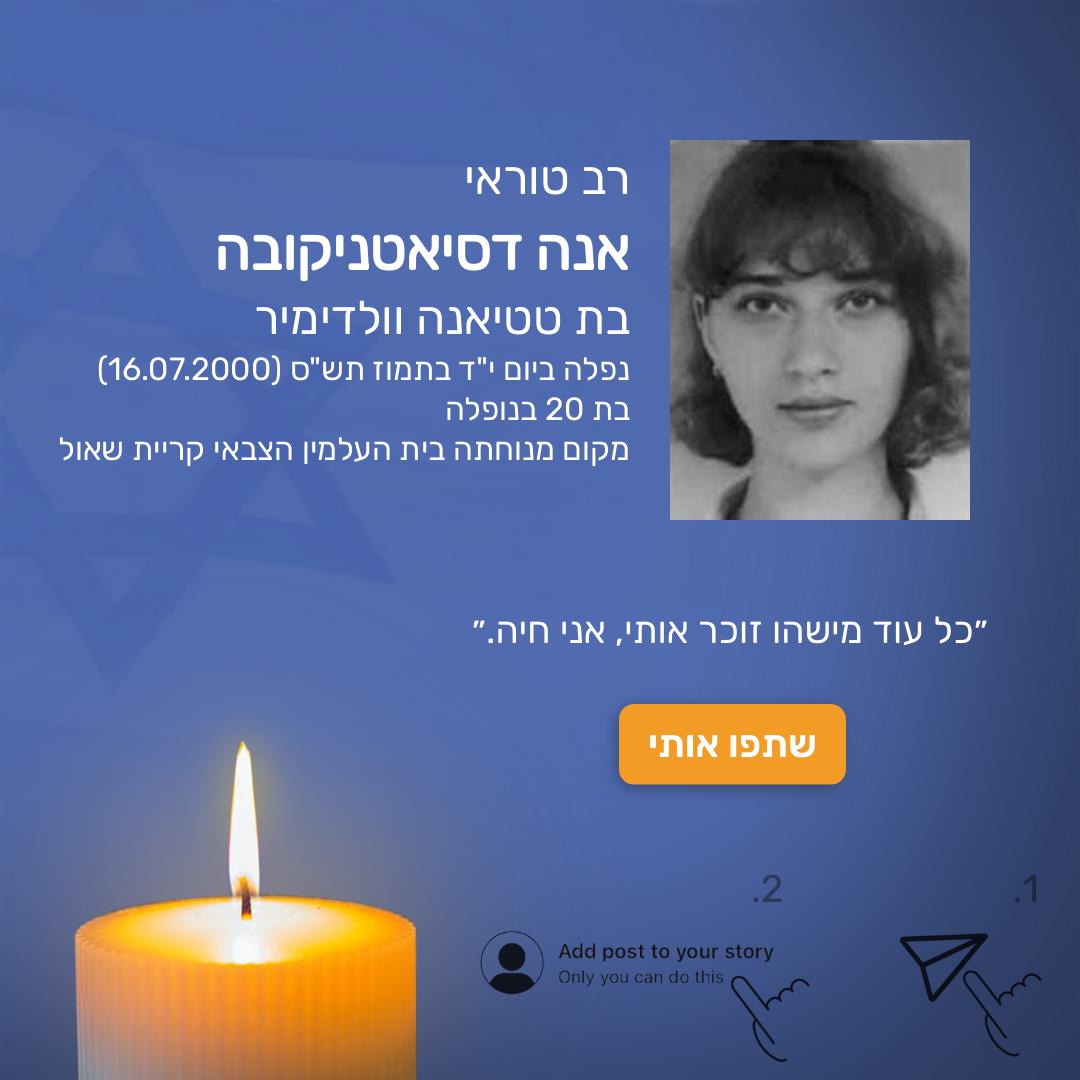 רב טוראי
אנה דסיאטניקובה
בת טטיאנה וולדימיר
נפלה ביום י"ד בתמוז תש"ס (16.07.2000)
בת 20 בנופלה
מקום מנוחתה בית העלמין הצבאי קריית שאול
״כל עוד מישהו זוכר אותי, אני חיה.״
שתפו אותי
1.
2.
Add post to your story
Only you can do this